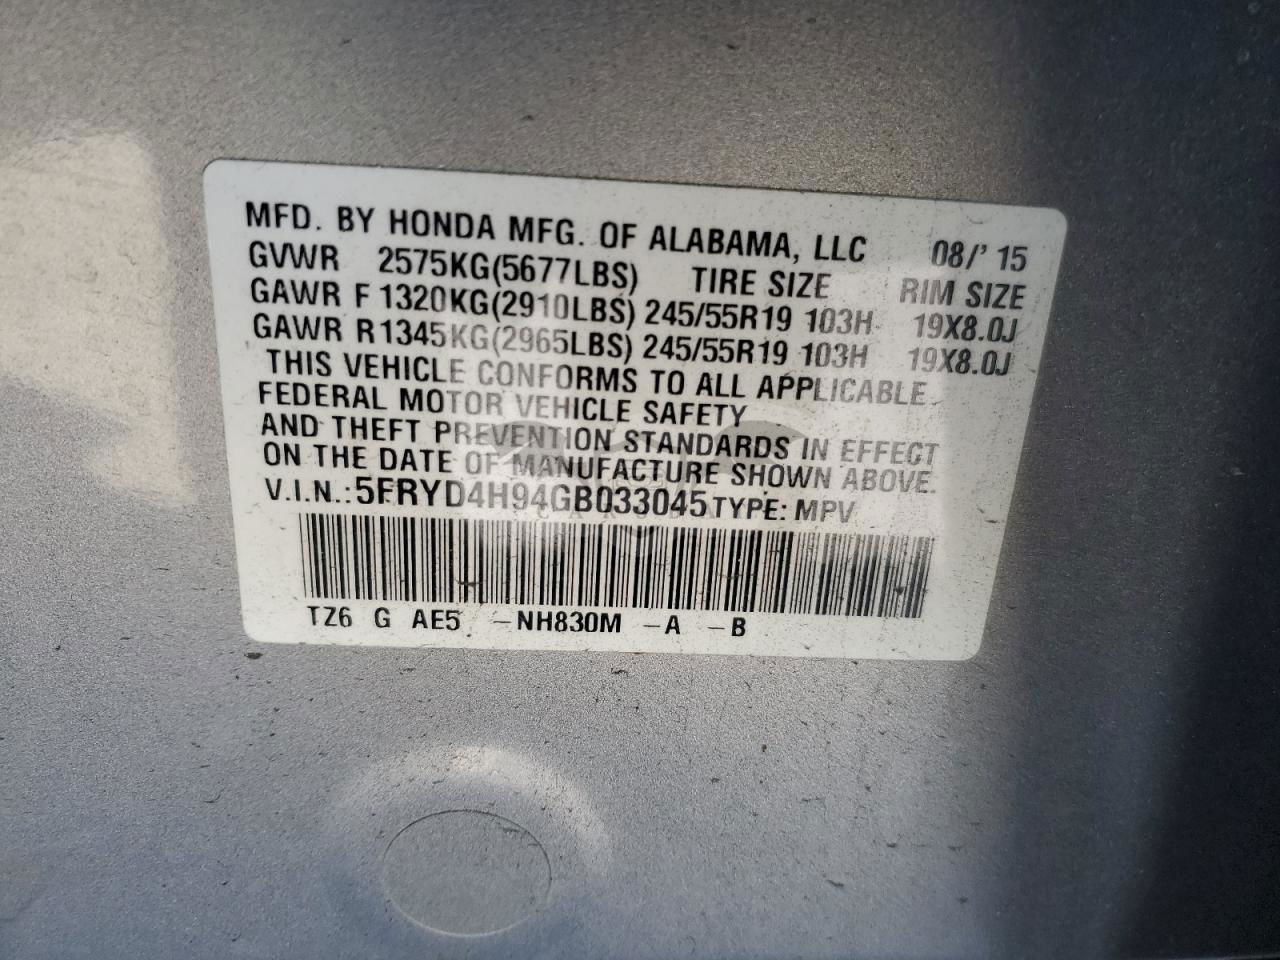 MFD. BY HONDA MFG. OF ALABAMA, LLC 08/' 15
GVWR 2575KG(5677LBS) TIRE SIZE RIM SIZE
GAWR F 1320KG(2910LBS) 245/55R19 103H 19X8.0J
GAWR R 1345KG(2965LBS) 245/55R19 103H 19X8.0J
THIS VEHICLE CONFORMS TO ALL APPLICABLE
FEDERAL MOTOR VEHICLE SAFETY
AND THEFT PREVENTION STANDARDS IN EFFECT
ON THE DATE OF MANUFACTURE SHOWN ABOVE.
V.I.N.: 5FRYD4H94GB033045 TYPE: MPV
TZ6 G AE5 -NH830M -A -B